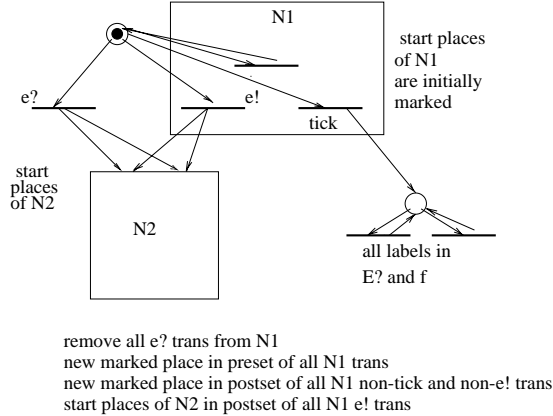 N1
start places
of N1
are initially
marked
e?
e!
tick
start
places
of N2
N2
all labels in
E? and f
remove all e? trans from N1
new marked place in preset of all N1 trans
new marked place in postset of all N1 non-tick and non-e! trans
start places of N2 in postset of all N1 e! trans